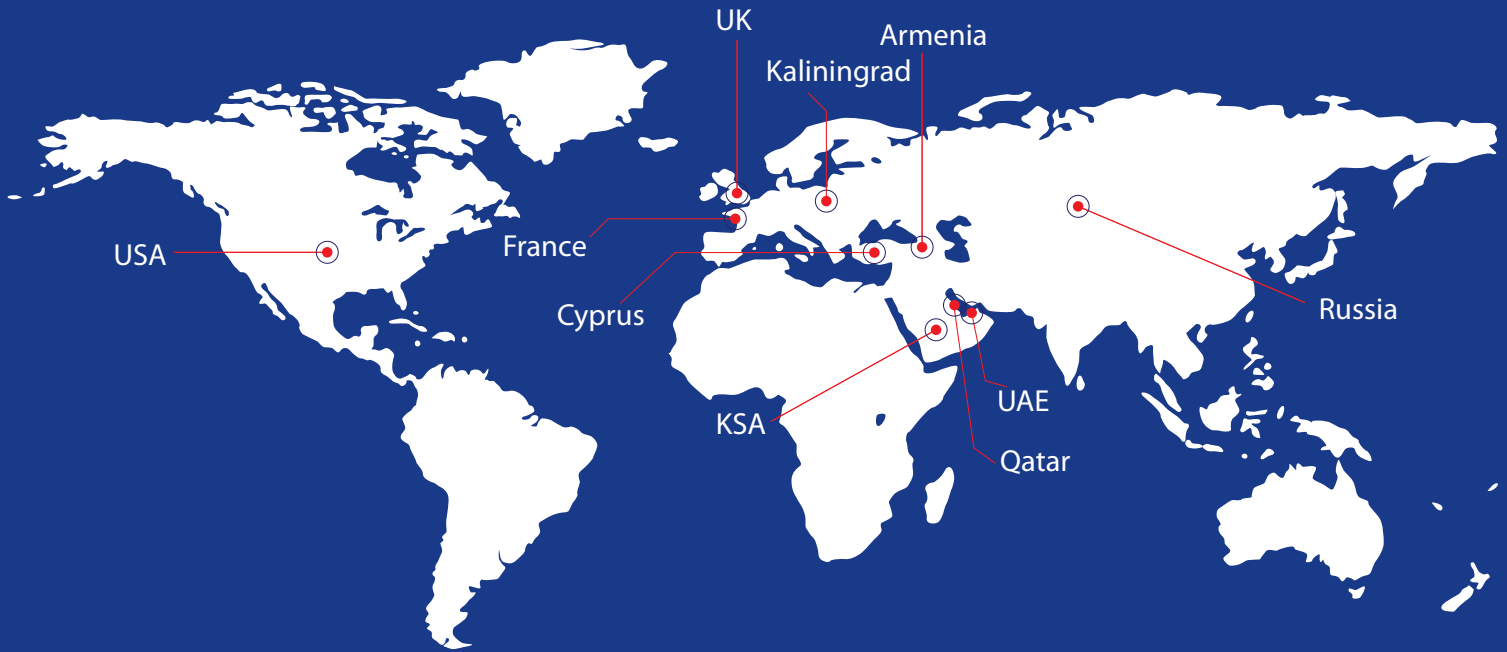 UK
Armenia
Kaliningrad
USA
France
Cyprus
Russia
UAE
KSA
Qatar